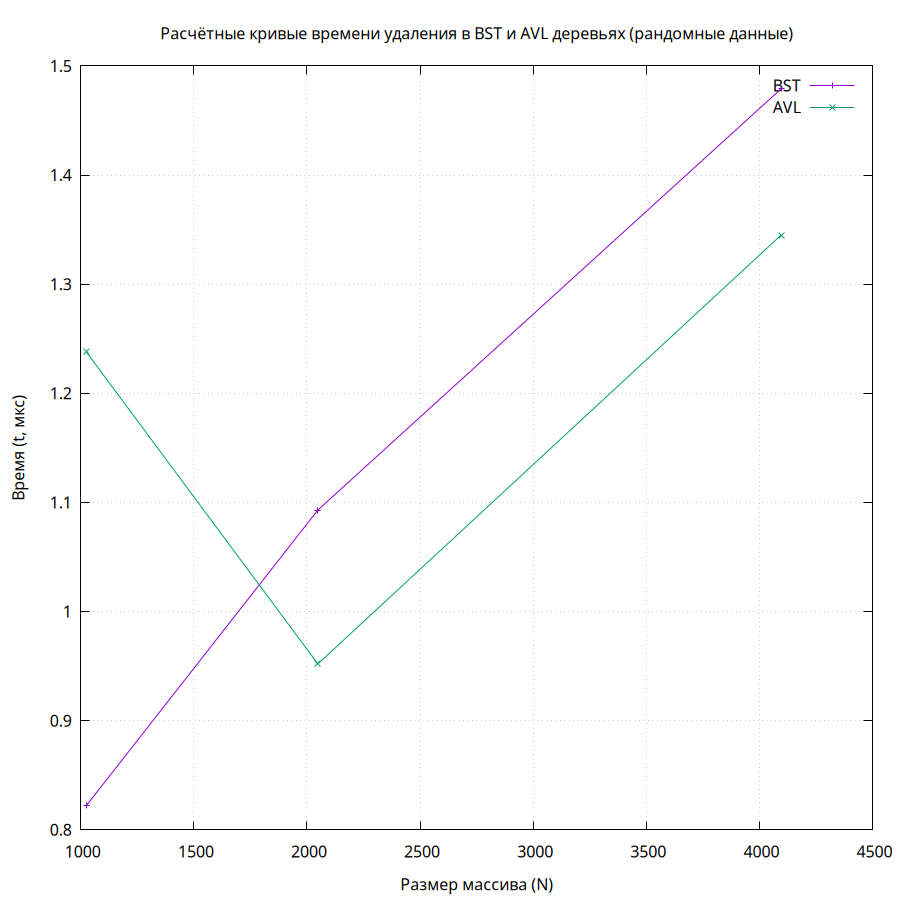 Расчётные кривые времени удаления в BST и AVL деревьях (рандомные данные)
1.5
1.4
1.3
1.2
1.1
1
0.9
0.8
Время (t, мкс)
BST
AVL
1000 1500 2000 2500 3000 3500 4000 4500
Размер массива (N)